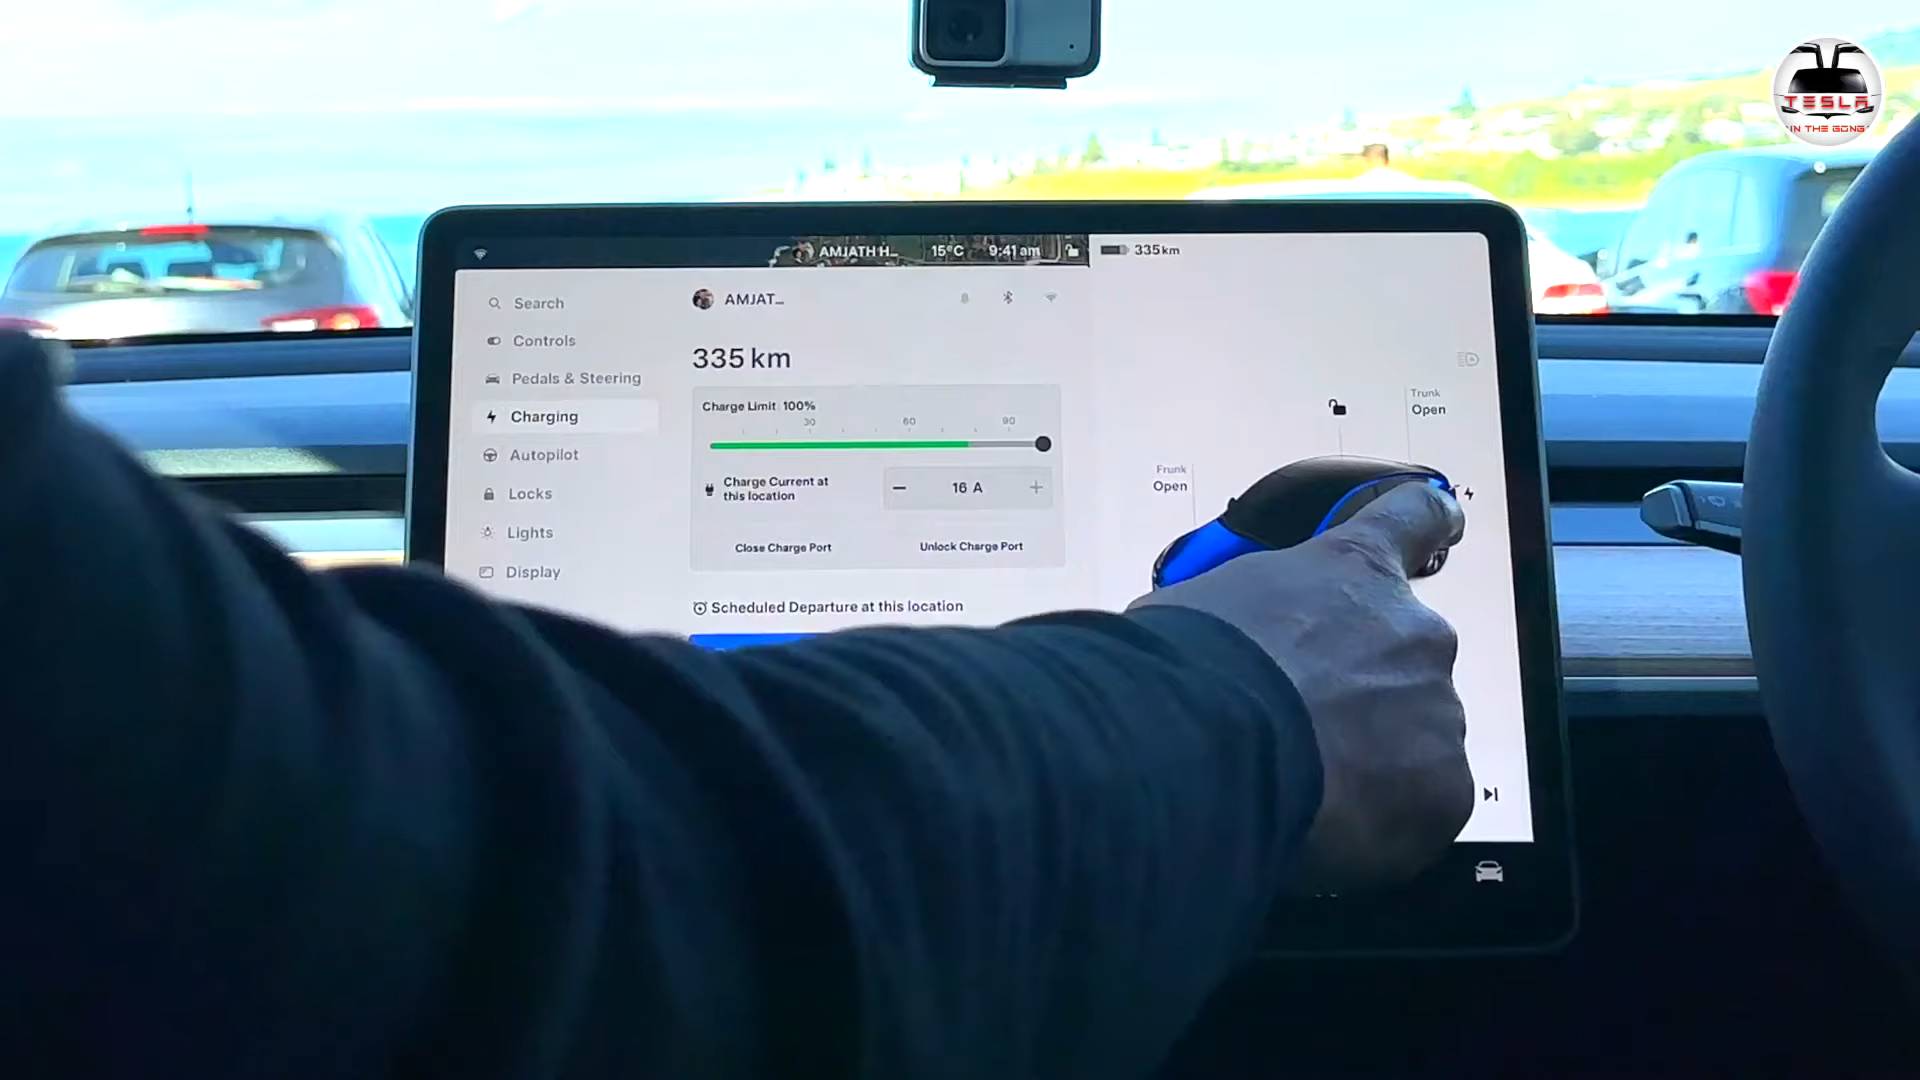 TESLA
IN THE GONG
AMJATH H...
15°C
9:41 am
335 km
Search
Controls
Pedals & Steering
Charging
Autopilot
Locks
Lights
Display
AMJAT...
335 km
Charge Limit 100%
30
60
90
Charge Current at
this location
16 A
Close Charge Port
Unlock Charge Port
Scheduled Departure at this location
Trunk
Open
Frunk
Open